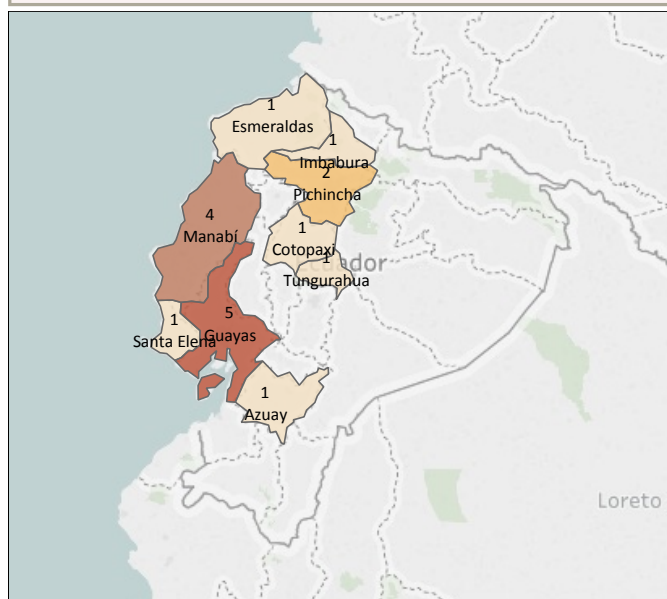 1
Esmeraldas
1
Imbabura
2
Pichincha
4
Manabí
1
Cotopaxi
1
Ecuador
Tungurahua
5
Guayas
1
Santa Elena
1
Azuay
Loreto